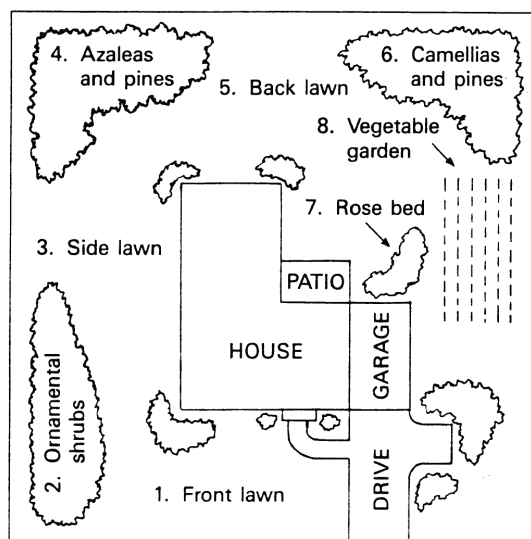 4. Azaleas
and pines
6. Camellias
and pines
5. Back lawn
8. Vegetable
garden
7. Rose bed
3. Side lawn
PATIO
HOUSE
GARAGE
2. Ornamental
shrubs
1. Front lawn
DRIVE